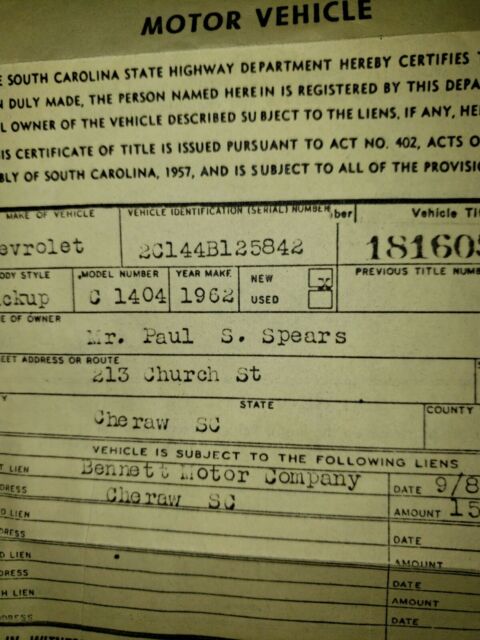 MOTOR VEHICLE
E SOUTH CAROLINA STATE HIGHWAY DEPARTMENT HEREBY CERTIFIES T
N DULY MADE, THE PERSON NAMED HEREIN IS REGISTERED BY THIS DEPA
L OWNER OF THE VEHICLE DESCRIBED SUBJECT TO THE LIENS, IF ANY, HE
IS CERTIFICATE OF TITLE IS ISSUED PURSUANT TO ACT NO. 402, ACTS O
BLY OF SOUTH CAROLINA, 1957, AND IS SUBJECT TO ALL OF THE PROVISI
MAKE OF VEHICLE VEHICLE IDENTIFICATION (SERIAL) NUMBER ber Vehicle Ti
evrolet 2C144B125842 18160
ODY STYLE MODEL NUMBER YEAR MAKE NEW x PREVIOUS TITLE NUMB
ckup C 1404 1962 USED
E OF OWNER
Mr. Paul S. Spears
EET ADDRESS OR ROUTE
213 Church St
Y STATE COUNTY
Cheraw SC
VEHICLE IS SUBJECT TO THE FOLLOWING LIENS
T LIEN Bennett Motor Company DATE 9/8
DRESS Cheraw SC AMOUNT 15
D LIEN DATE
DRESS AMOUNT
D LIEN DATE
DRESS AMOUNT
H LIEN DATE
DDRESS